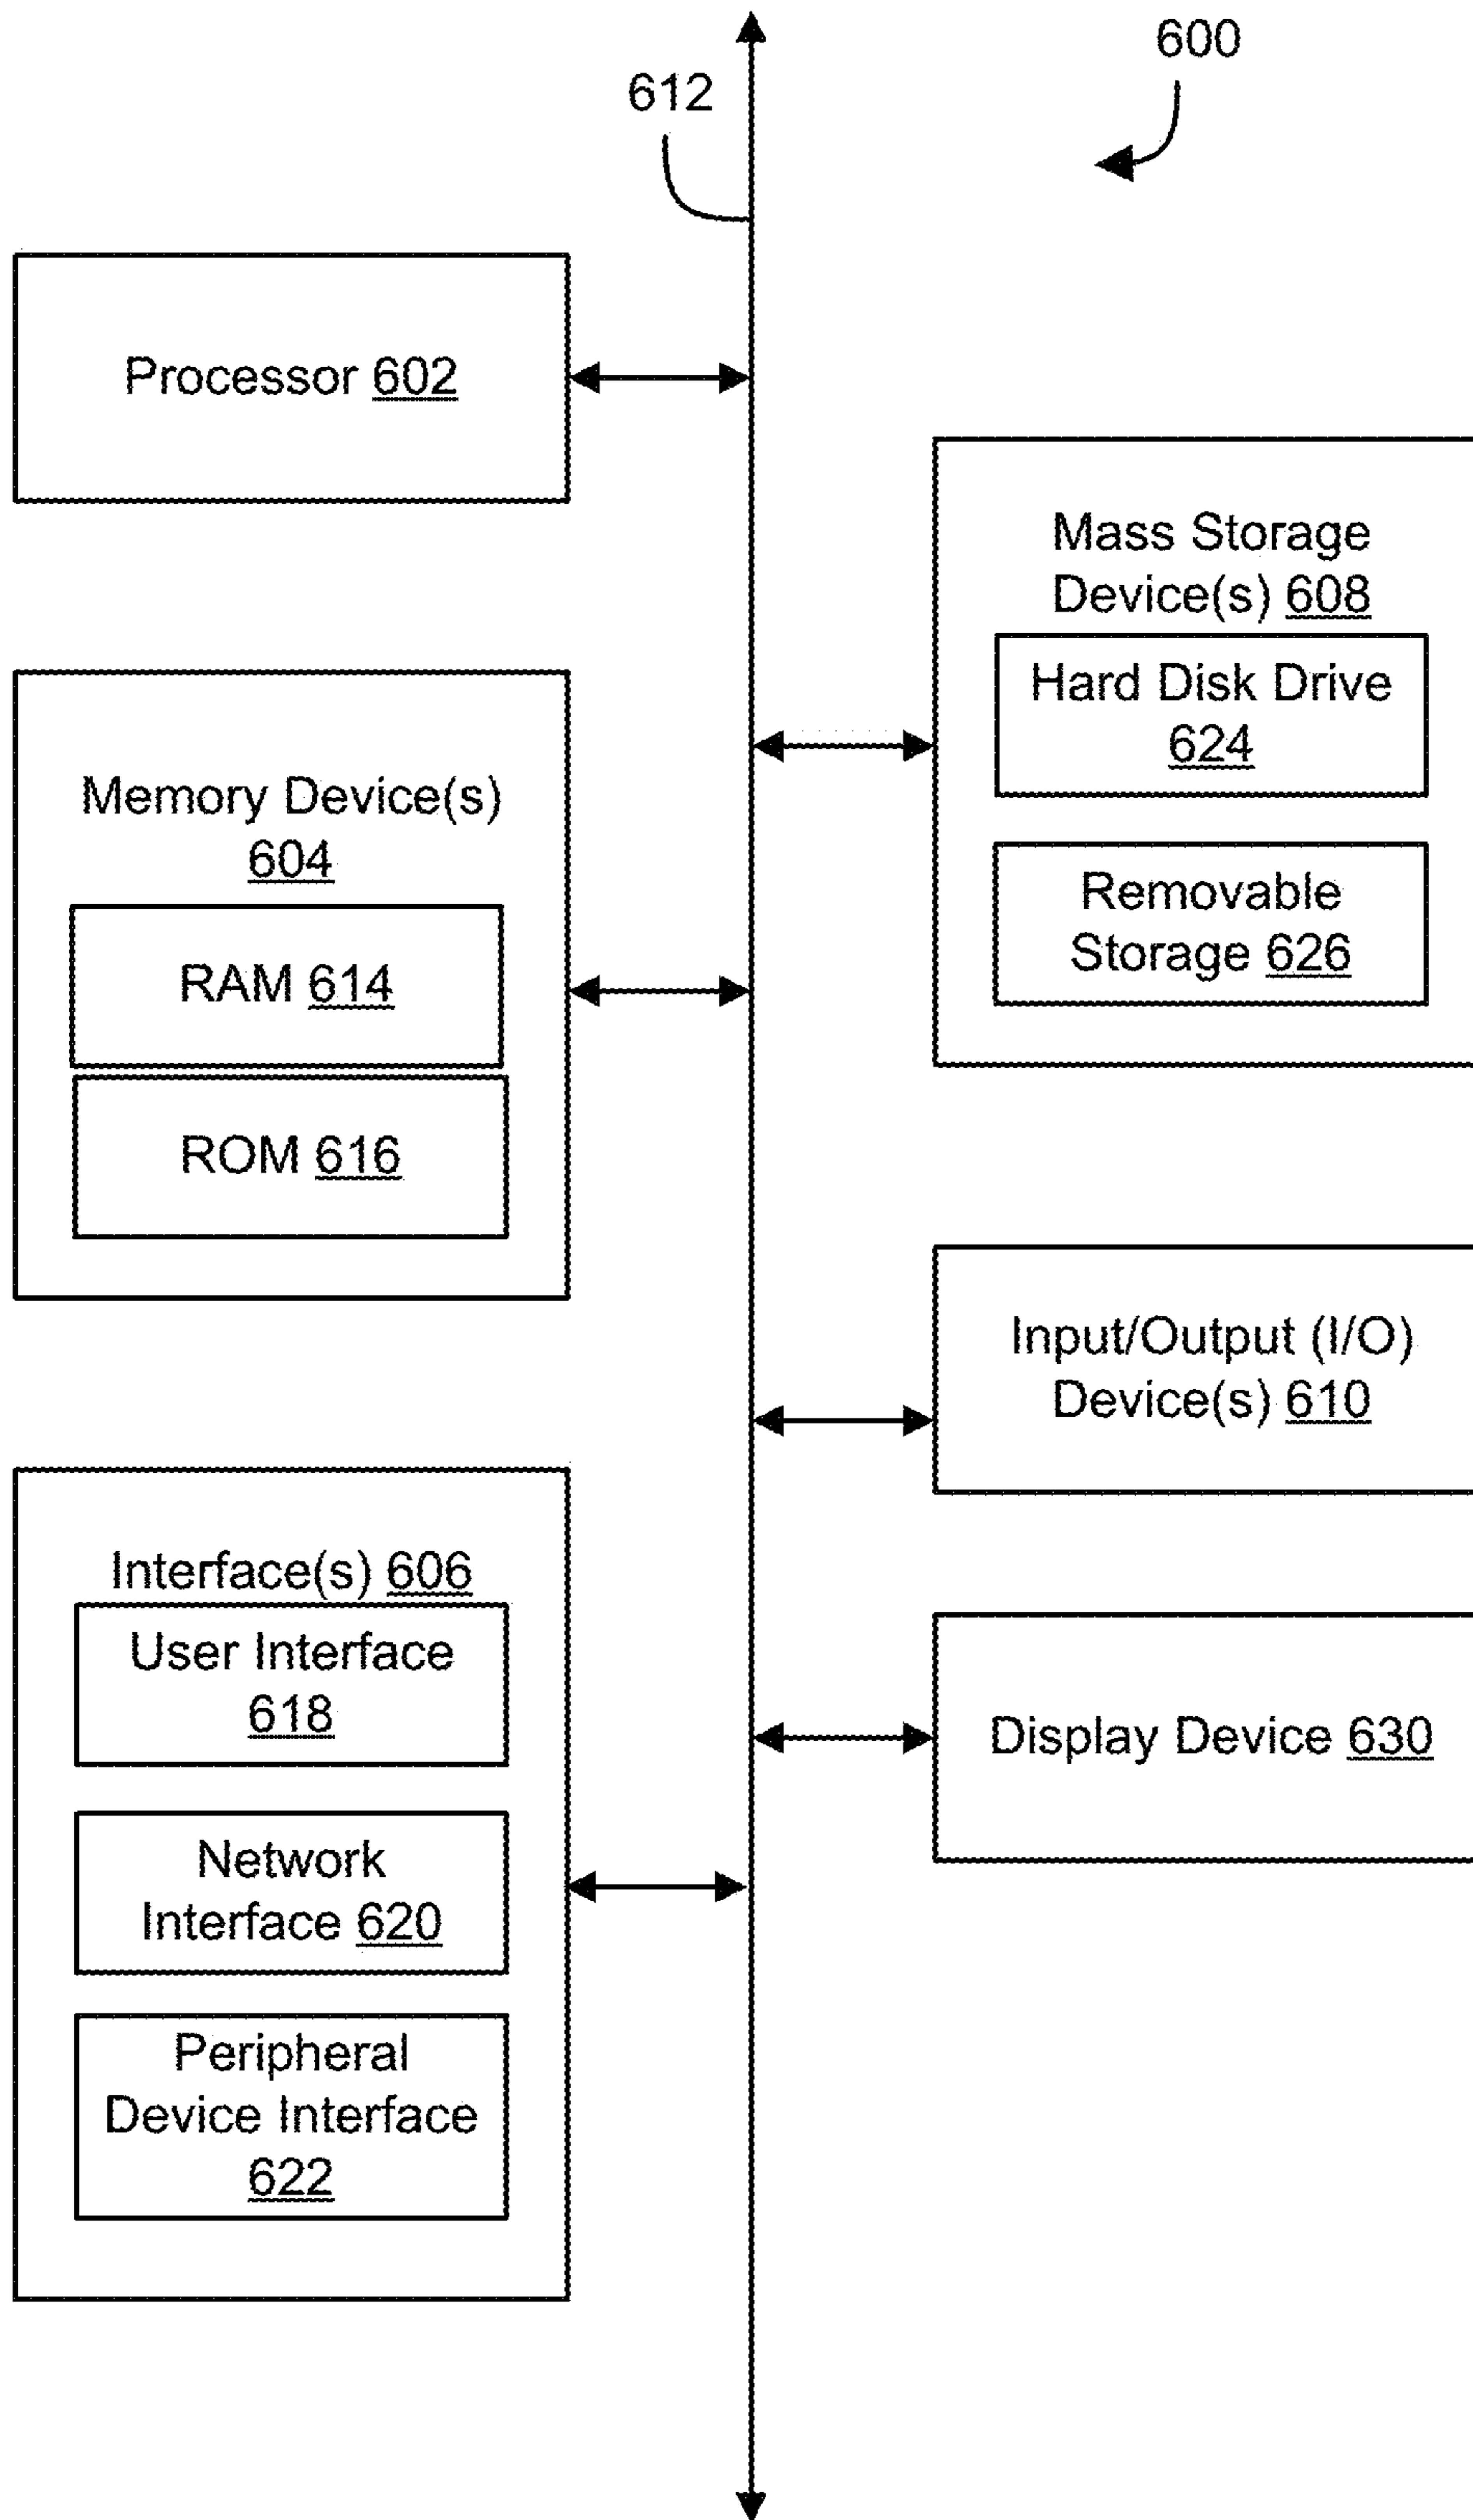 600
612
Processor 602
Mass Storage
Device(s) 608
Hard Disk Drive
624
Removable
Storage 626
Memory Device(s)
604
RAM 614
ROM 616
Input/Output (I/O)
Device(s) 610
Interface(s) 606
User Interface
618
Network
Interface 620
Peripheral
Device Interface
622
Display Device 630